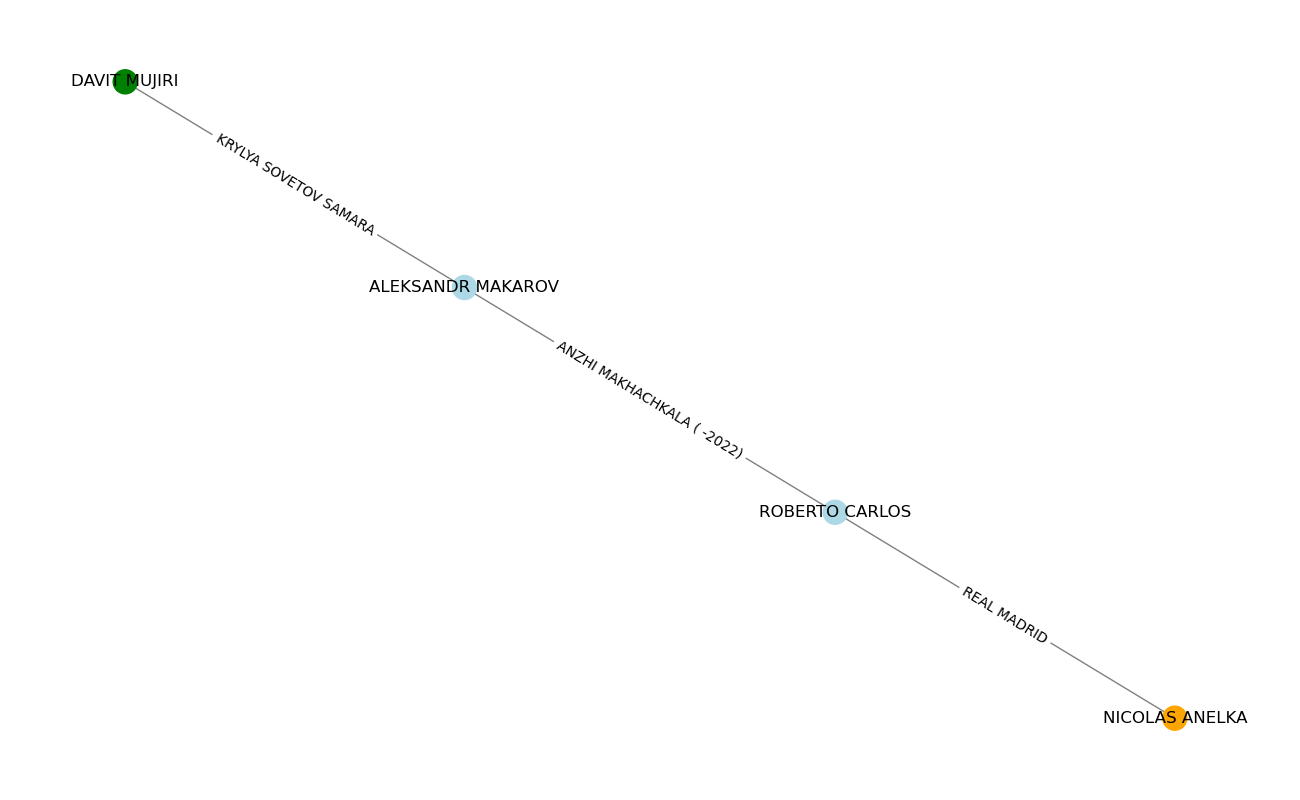 DAVIT MUJIRI
KRYLYA SOVETOV SAMARA
ALEKSANDR MAKAROV
ANZHI MAKHACHKALA ( -2022)
ROBERTO CARLOS
REAL MADRID
NICOLAS ANELKA